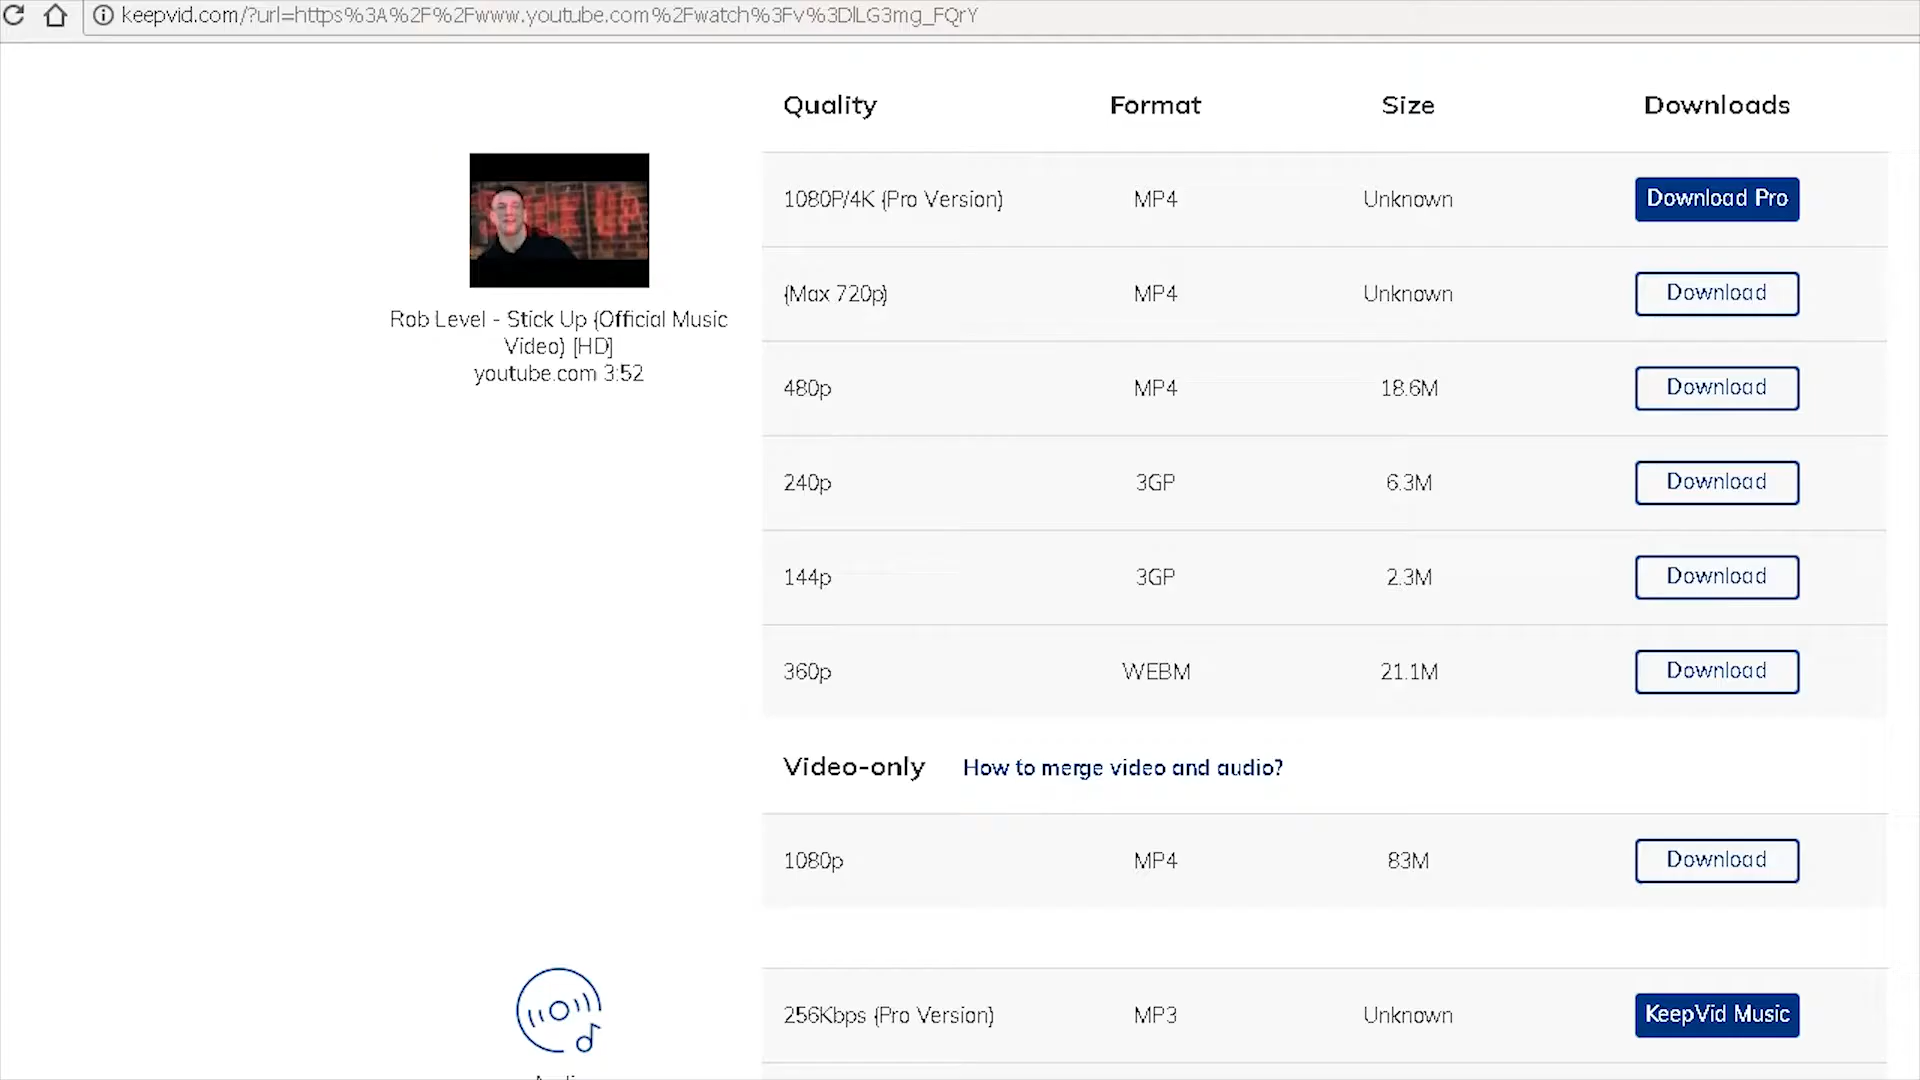 keepvid.com/?url=https%3A%2F%2Fwww.youtube.com%2Fwatch%3Fv%3DlLG3mg_FQrY
Quality Format Size Downloads
1080P/4K (Pro Version) MP4 Unknown Download Pro
(Max 720p) MP4 Unknown Download
480p MP4 18.6M Download
240p 3GP 6.3M Download
144p 3GP 2.3M Download
360p WEBM 21.1M Download
Rob Level - Stick Up (Official Music
Video) [HD]
youtube.com 3:52
Video-only How to merge video and audio?
1080p MP4 83M Download
256Kbps (Pro Version) MP3 Unknown KeepVid Music